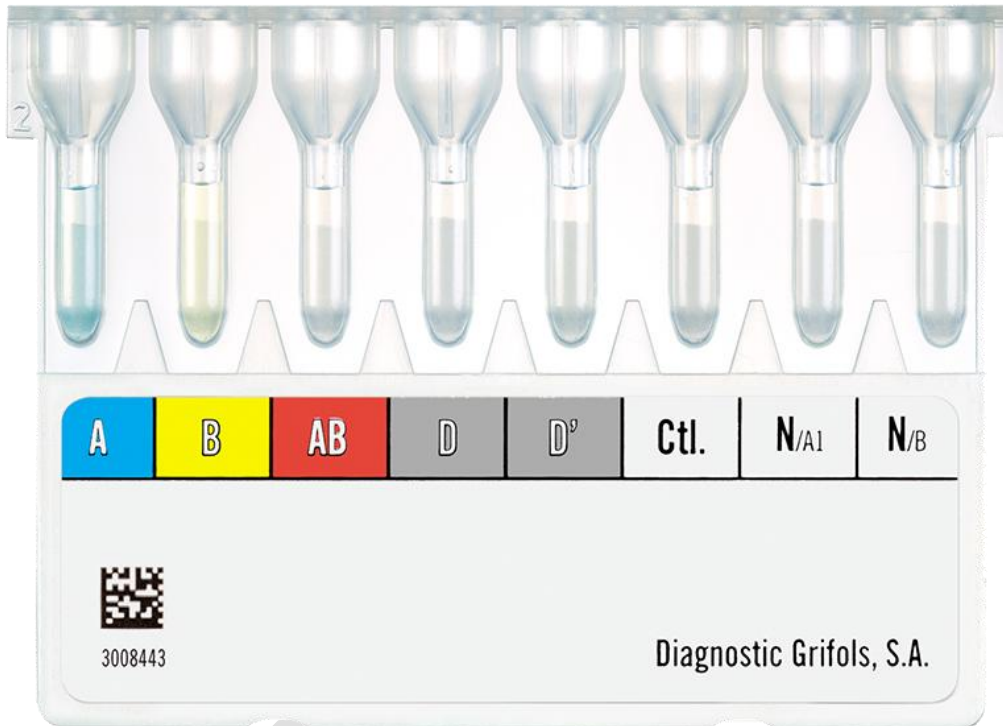 2
A B AB D D' Ctl. N/A1 N/B
3008443
Diagnostic Grifols, S.A.